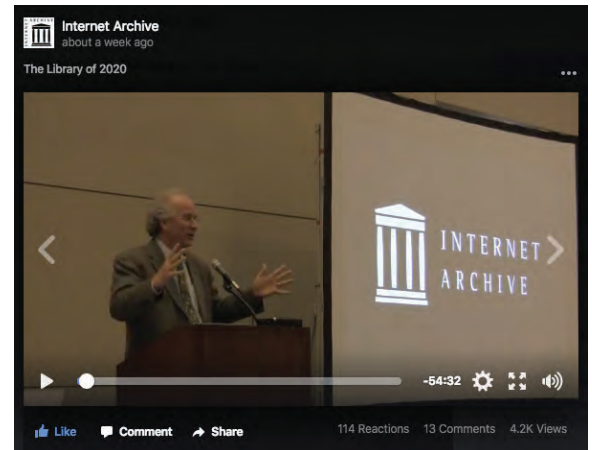 Internet Archive
about a week ago
The Library of 2020
INTERNET
ARCHIVE
-54:32
Like Comment Share 114 Reactions 13 Comments 4.2K Views